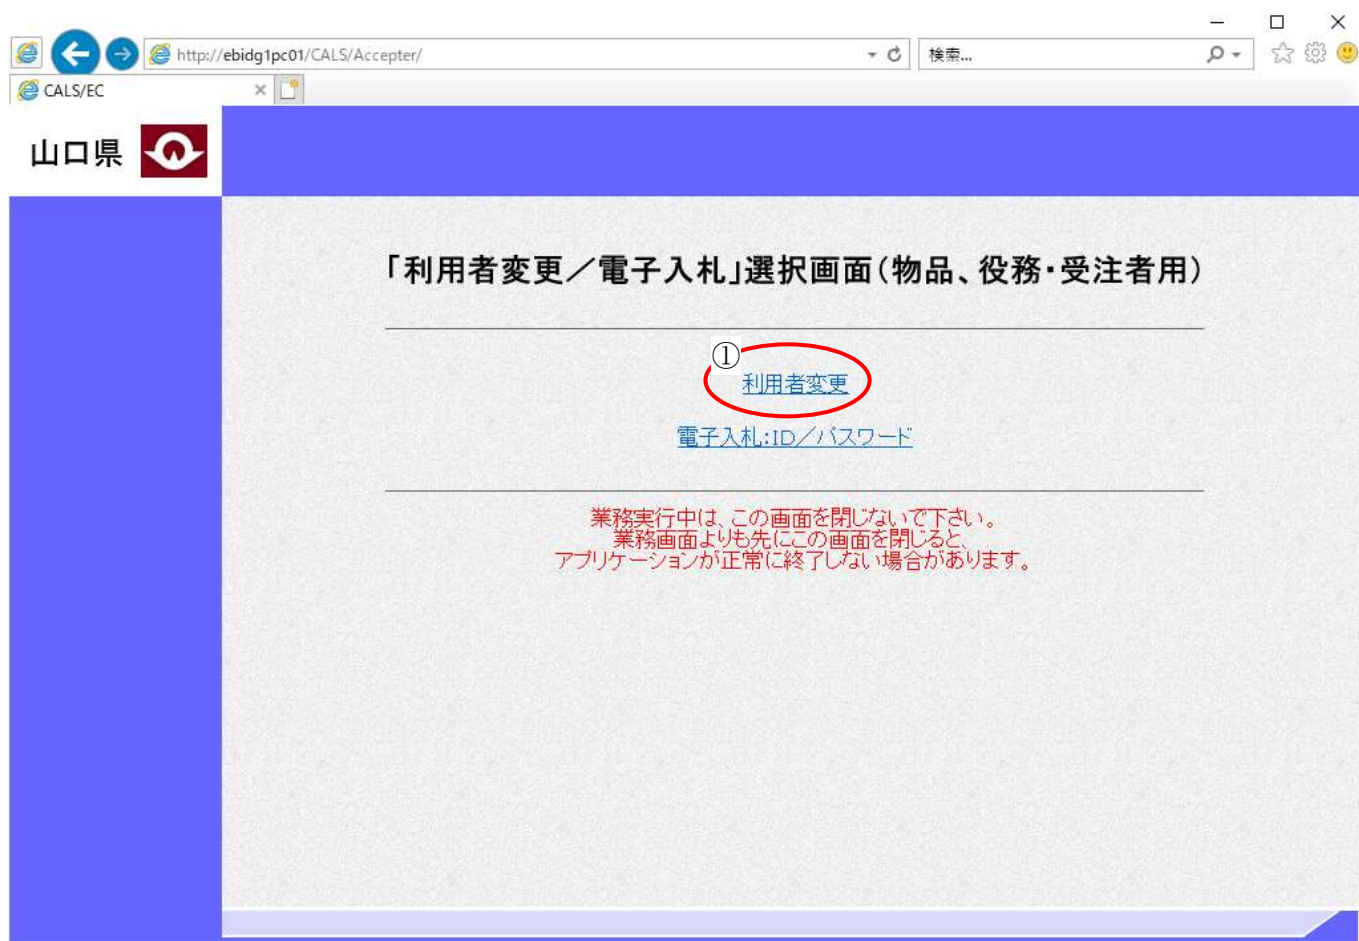 http://ebidg1pc01/CALS/Accepter/
検索...
CALS/EC
山口県
「利用者変更／電子入札」選択画面(物品、役務・受注者用)
①
利用者変更
電子入札:ID／パスワード
業務実行中は、この画面を閉じないで下さい。
業務画面よりも先にこの画面を閉じると、
アプリケーションが正常に終了しない場合があります。